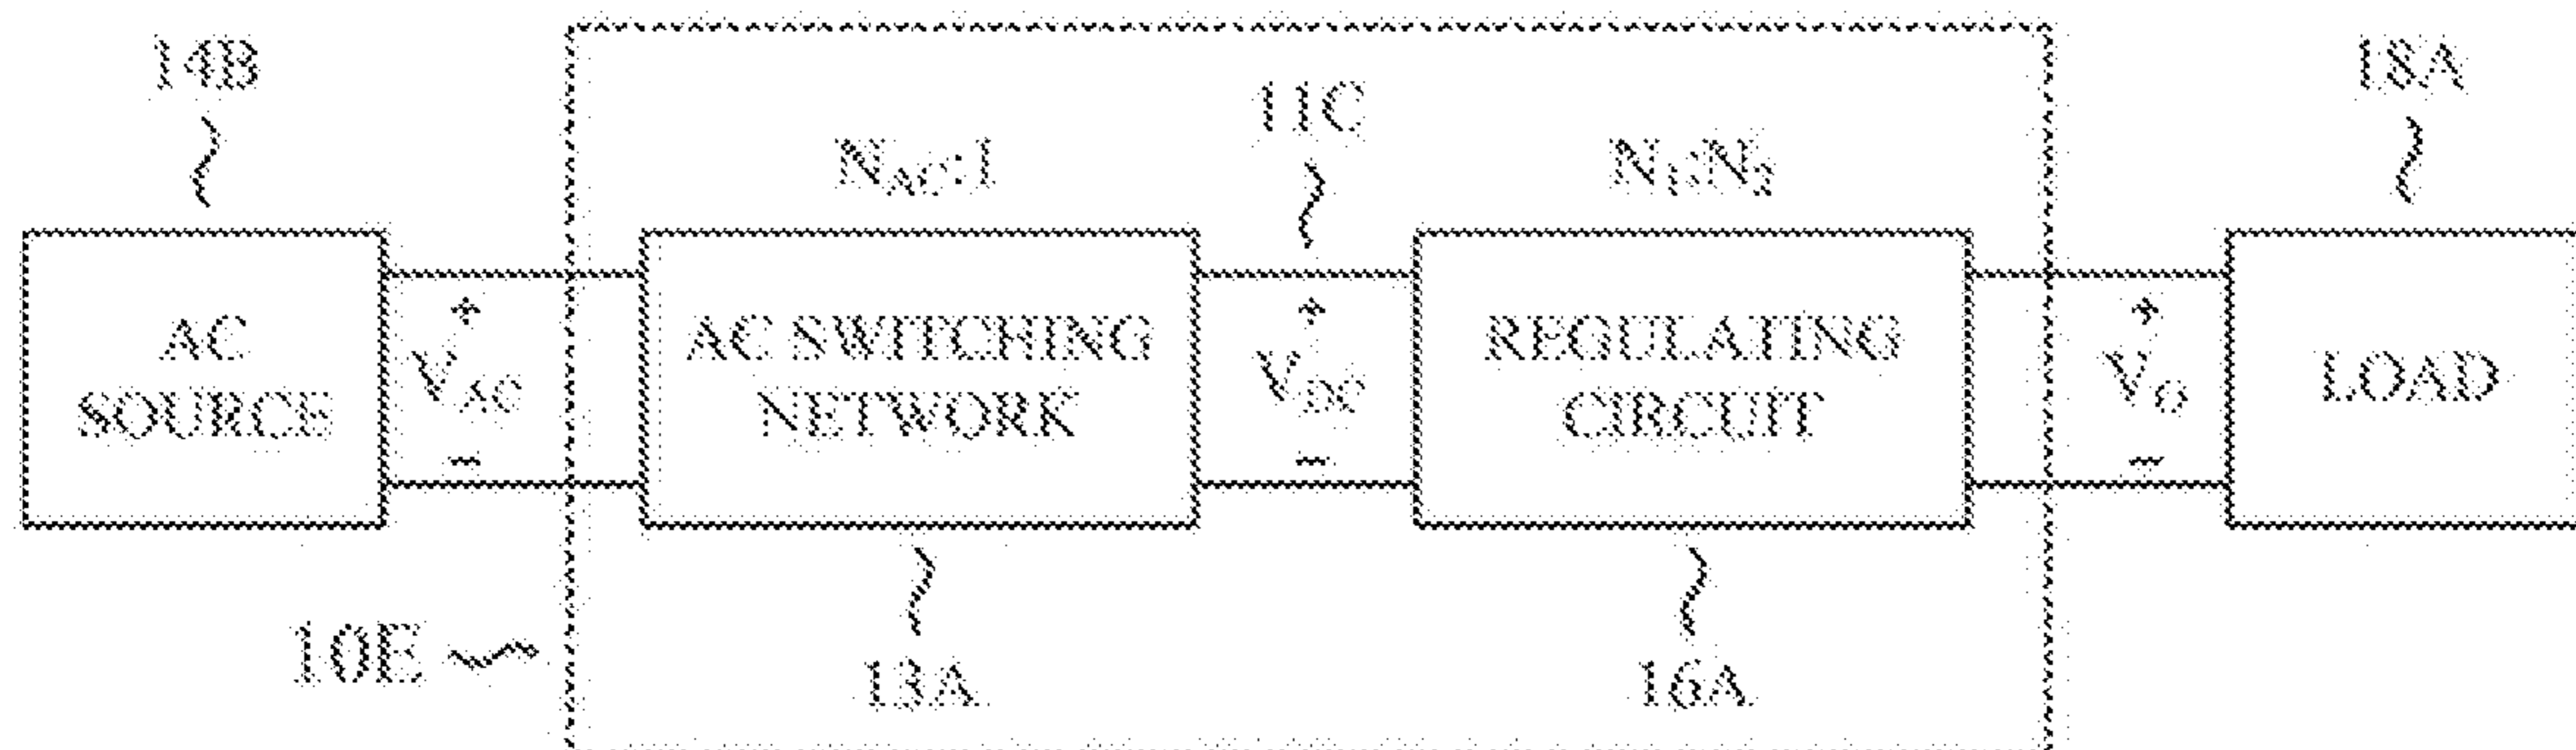 14B
18A
11C
N_AC:1
N_1:N_2
AC
SOURCE
+
V_AC
-
AC SWITCHING
NETWORK
+
V_DC
-
REGULATING
CIRCUIT
+
V_O
-
LOAD
10E
13A
16A